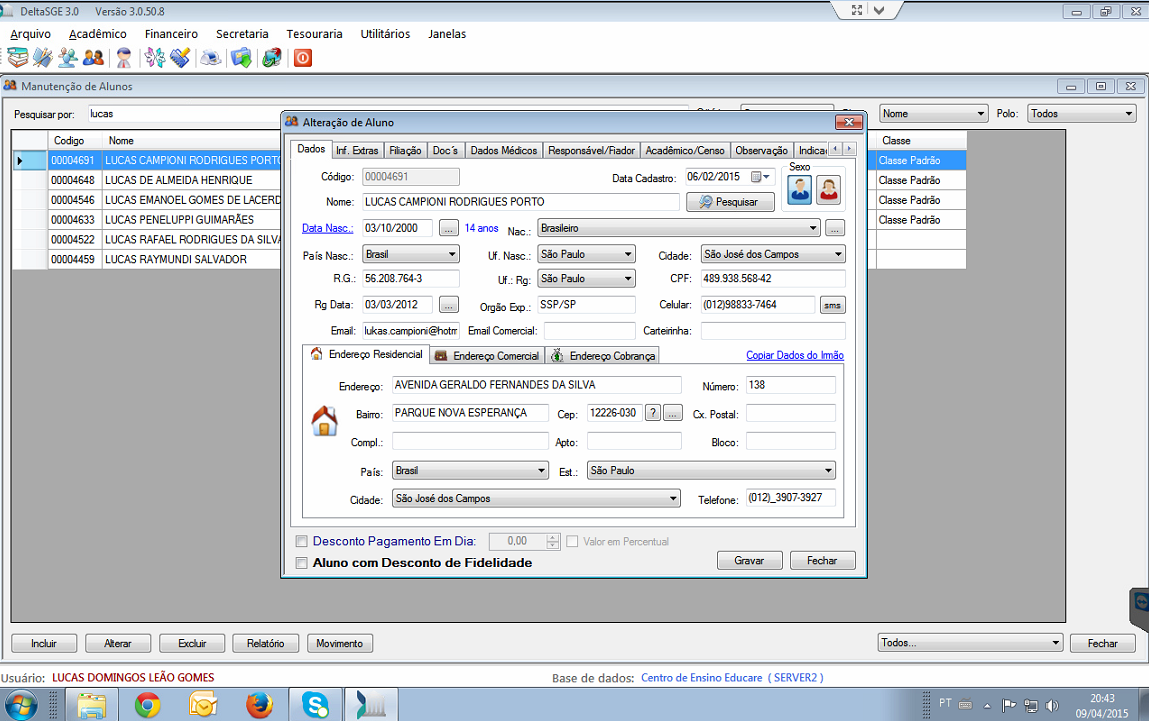 DeltaSGE 3.0 Versão 3.0.50.8
Arquivo Acadêmico Financeiro Secretaria Tesouraria Utilitários Janelas
Manutenção de Alunos
Pesquisar por: lucas Nome Polo: Todos
Codigo Nome Classe
00004691 LUCAS CAMPIONI RODRIGUES PORTO Classe Padrão
00004648 LUCAS DE ALMEIDA HENRIQUE Classe Padrão
00004546 LUCAS EMANOEL GOMES DE LACERD Classe Padrão
00004633 LUCAS PENELUPPI GUIMARÃES Classe Padrão
00004522 LUCAS RAFAEL RODRIGUES DA SILVA
00004459 LUCAS RAYMUNDI SALVADOR
Alteração de Aluno
Dados Inf. Extras Filiação Doc´s Dados Médicos Responsável/Fiador Acadêmico/Censo Observação Indica
Código: 00004691 Data Cadastro: 06/02/2015 Sexo
Nome: LUCAS CAMPIONI RODRIGUES PORTO Pesquisar
Data Nasc.: 03/10/2000 ... 14 anos Nac.: Brasileiro ...
País Nasc.: Brasil Uf. Nasc.: São Paulo Cidade: São José dos Campos
R.G.: 56.208.764-3 Uf.: Rg: São Paulo CPF: 489.938.568-42
Rg Data: 03/03/2012 ... Orgão Exp.: SSP/SP Celular: (012)98833-7464 sms
Email: lukas.campioni@hotm Email Comercial: Carteirinha:
Endereço Residencial Endereço Comercial Endereço Cobrança Copiar Dados do Irmão
Endereço: AVENIDA GERALDO FERNANDES DA SILVA Número: 138
Bairro: PARQUE NOVA ESPERANÇA Cep: 12226-030 ? ... Cx. Postal:
Compl.: Apto: Bloco:
País: Brasil Est.: São Paulo
Cidade: São José dos Campos Telefone: (012)_3907-3927
Desconto Pagamento Em Dia: 0,00 Valor em Percentual
Aluno com Desconto de Fidelidade Gravar Fechar
Incluir Alterar Excluir Relatório Movimento Todos... Fechar
Usuário: LUCAS DOMINGOS LEÃO GOMES Base de dados: Centro de Ensino Educare ( SERVER2 )
PT 20:43
09/04/2015